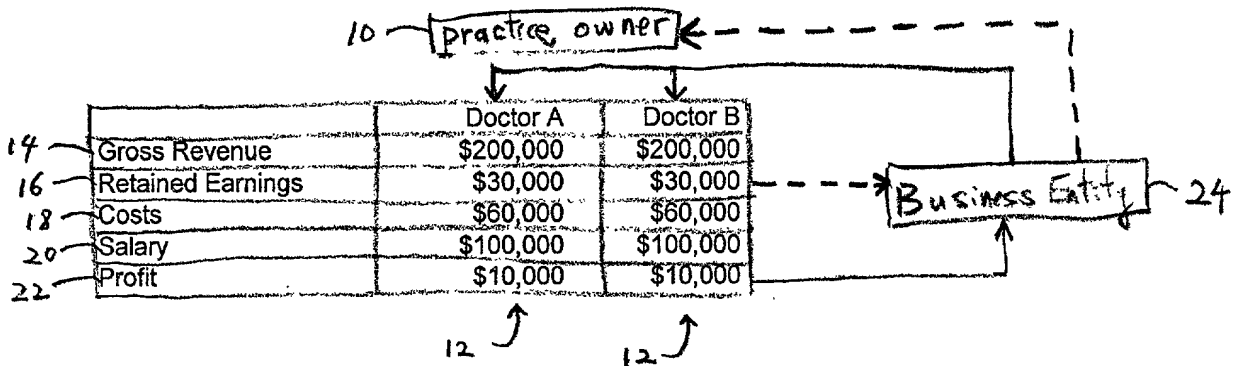 10 practice owner
Doctor A Doctor B
14 Gross Revenue $200,000 $200,000
16 Retained Earnings $30,000 $30,000
Business Entity 24
18 Costs $60,000 $60,000
20 Salary $100,000 $100,000
22 Profit $10,000 $10,000
12 12